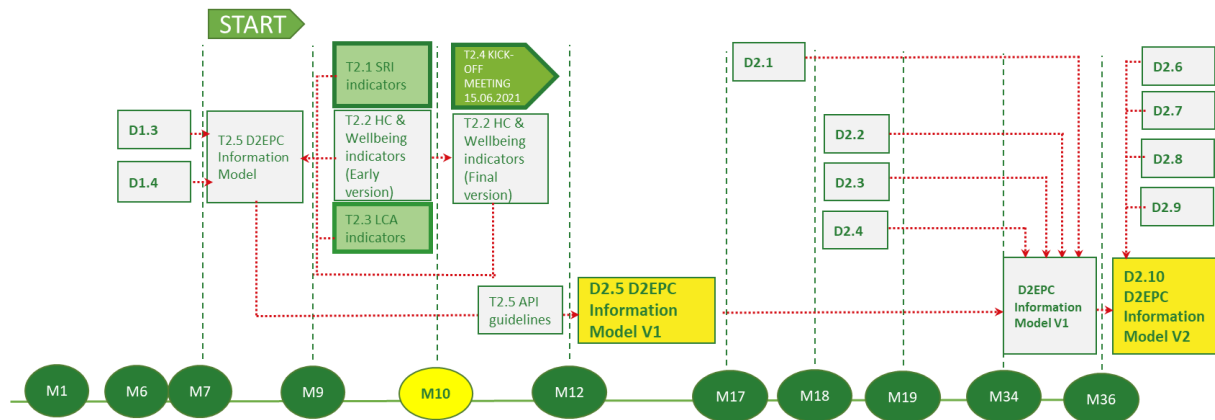 START
T2.1 SRI
indicators
T2.4 KICK-
OFF
MEETING
15.06.2021
D2.1
D2.6
D2.7
D1.3
D1.4
T2.5 D2EPC
Information
Model
T2.2 HC &
Wellbeing
indicators
(Early
version)
T2.2 HC &
Wellbeing
indicators
(Final
version)
D2.2
D2.3
D2.4
D2.8
D2.9
T2.3 LCA
indicators
T2.5 API
guidelines
D2.5 D2EPC
Information
Model V1
D2EPC
Information
Model V1
D2.10
D2EPC
Information
Model V2
M1
M6
M7
M9
M10
M12
M17
M18
M19
M34
M36